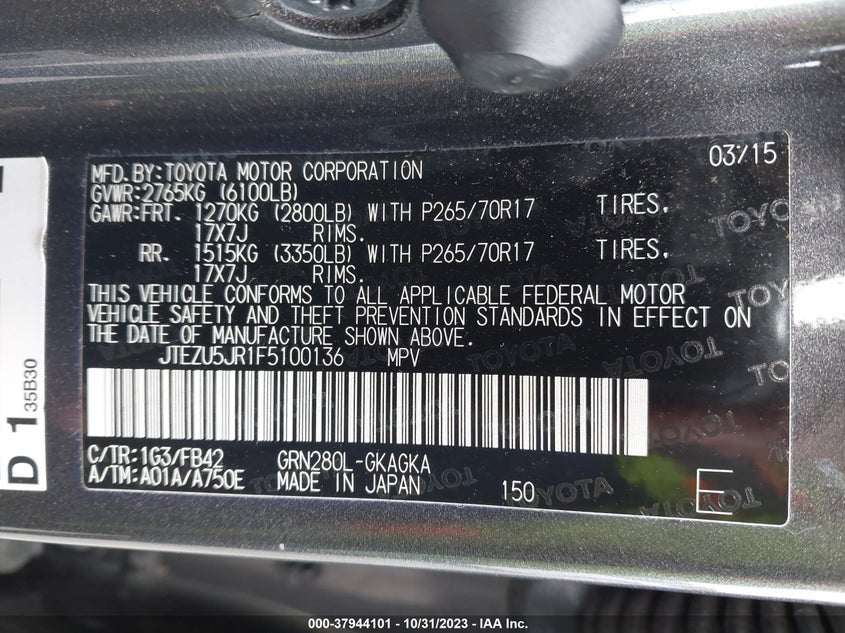 MFD.BY:TOYOTA MOTOR CORPORATION 03/15
GVWR:2765KG (6100LB)
GAWR:FRT. 1270KG (2800LB) WITH P265/70R17 TIRES.
17X7J RIMS.
RR. 1515KG (3350LB) WITH P265/70R17 TIRES.
17X7J RIMS.
THIS VEHICLE CONFORMS TO ALL APPLICABLE FEDERAL MOTOR
VEHICLE SAFETY AND THEFT PREVENTION STANDARDS IN EFFECT ON
THE DATE OF MANUFACTURE SHOWN ABOVE.
JTEZU5JR1F5100136 MPV
C/TR:1G3/FB42 GRN280L-GKAGKA
A/TM:A01A/A750E MADE IN JAPAN 150 E
D 1
35B30
TOYOTA
000-37944101 - 10/31/2023 - IAA Inc.